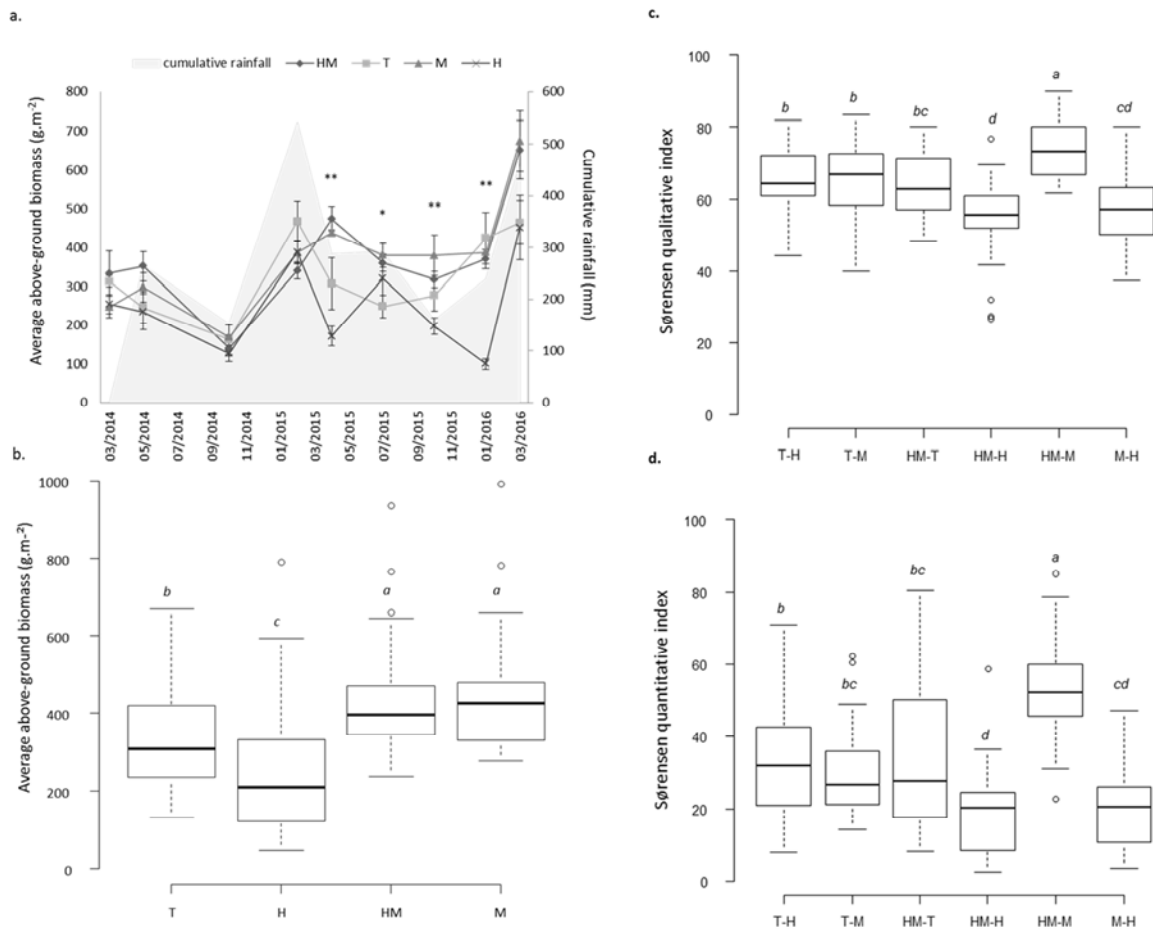 a.
cumulative rainfall HM T M H
Average above-ground biomass (g.m-2)
800
700
600
500
400
300
200
100
0
** * ** **
600
500
400
300
200
100
0
Cumulative rainfall (mm)
03/2014 05/2014 07/2014 09/2014 11/2014 01/2015 03/2015 05/2015 07/2015 09/2015 11/2015 01/2016 03/2016
b.
Average above-ground biomass (g.m-²)
1000
800
600
400
200
0
b c a a
T H HM M
c.
Sørensen qualitative index
100
80
60
40
20
0
b b bc d a cd
T-H T-M HM-T HM-H HM-M M-H
d.
Sørensen quantitative index
100
80
60
40
20
0
b bc bc d a cd
T-H T-M HM-T HM-H HM-M M-H